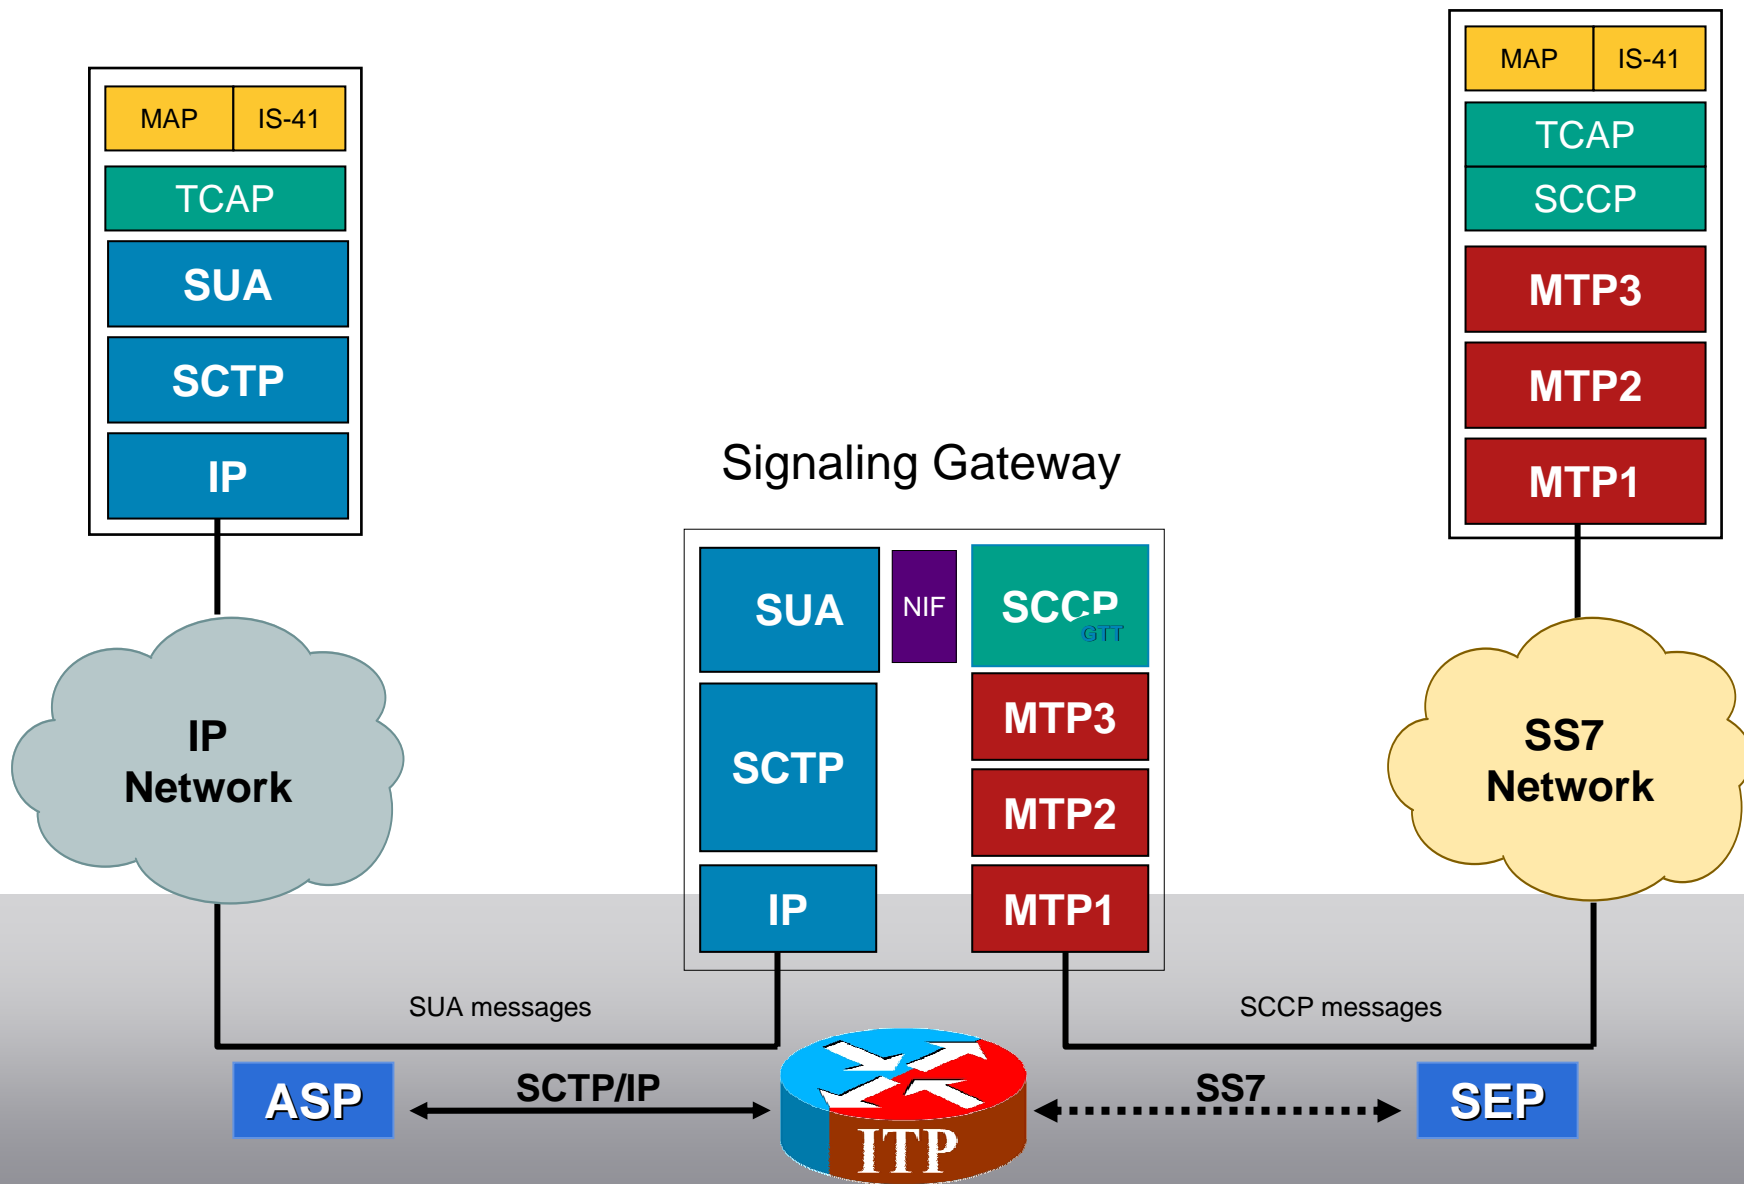 MAP IS-41
TCAP
SUA
SCTP
IP
IP
Network
Signaling Gateway
SUA
NIF
SCCP
GTT
SCTP
MTP3
MTP2
IP
MTP1
MAP IS-41
TCAP
SCCP
MTP3
MTP2
MTP1
SS7
Network
SUA messages
SCCP messages
ASP
SCTP/IP
ITP
SS7
SEP